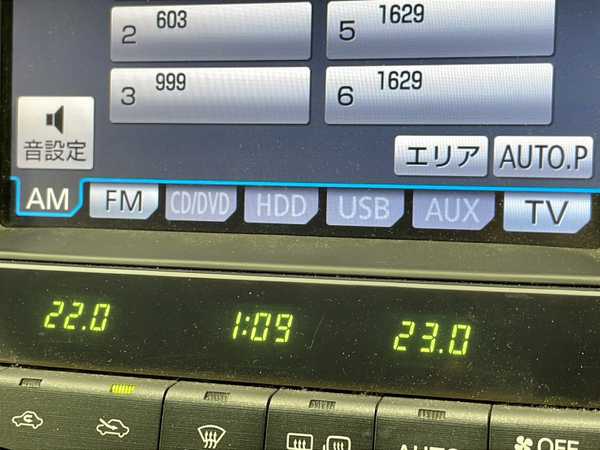 2 603
5 1629
3 999
6 1629
音設定
エリア
AUTO.P
AM
FM
CD/DVD
HDD
USB
AUX
TV
22.0
1:09
23.0
AUTO
OFF